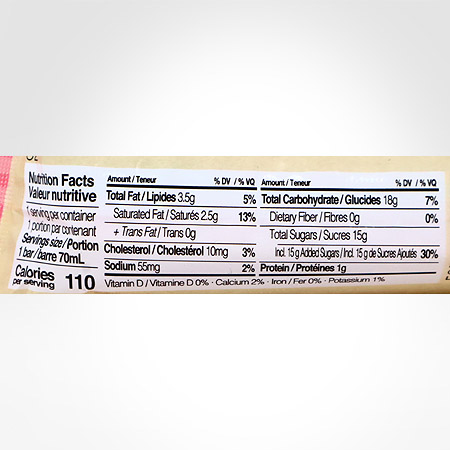 Nutrition Facts
Valeur nutritive
1 serving per container
1 portion par contenant
Servings size / Portion
1 bar / barre 70mL
Calories
per serving 110
Amount / Teneur % DV / % VQ
Total Fat / Lipides 3.5g 5%
Saturated Fat / Saturés 2.5g 13%
+ Trans Fat / Trans 0g
Cholesterol / Cholestérol 10mg 3%
Sodium 55mg 2%
Amount / Teneur % DV / % VQ
Total Carbohydrate / Glucides 18g 7%
Dietary Fiber / Fibres 0g 0%
Total Sugars / Sucres 15g
Incl. 15 g Added Sugars / Incl. 15 g de Sucres Ajoutés 30%
Protein / Protéines 1g
Vitamin D / Vitamine D 0% · Calcium 2% · Iron / Fer 0% · Potassium 1%